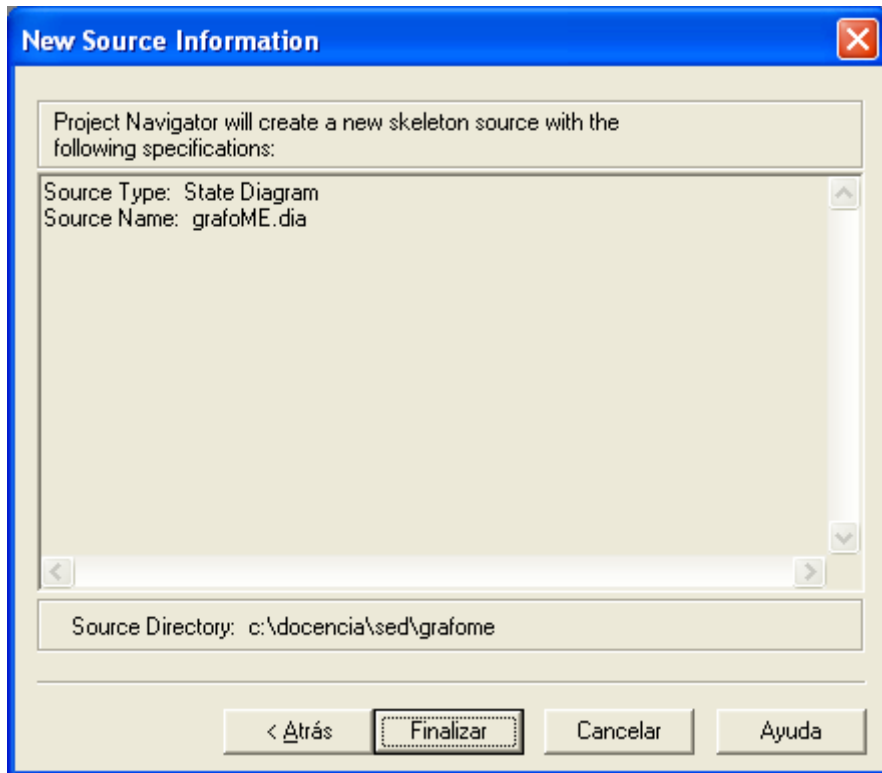 New Source Information
Project Navigator will create a new skeleton source with the
following specifications:
Source Type: State Diagram
Source Name: grafoME.dia
Source Directory: c:\docencia\sed\grafome
< Atrás
Finalizar
Cancelar
Ayuda